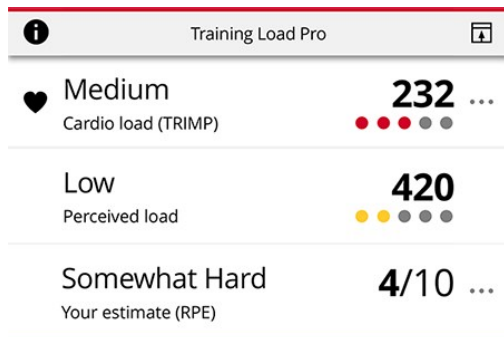 Training Load Pro
Medium
232
Cardio load (TRIMP)
Low
420
Perceived load
Somewhat Hard
4/10
Your estimate (RPE)